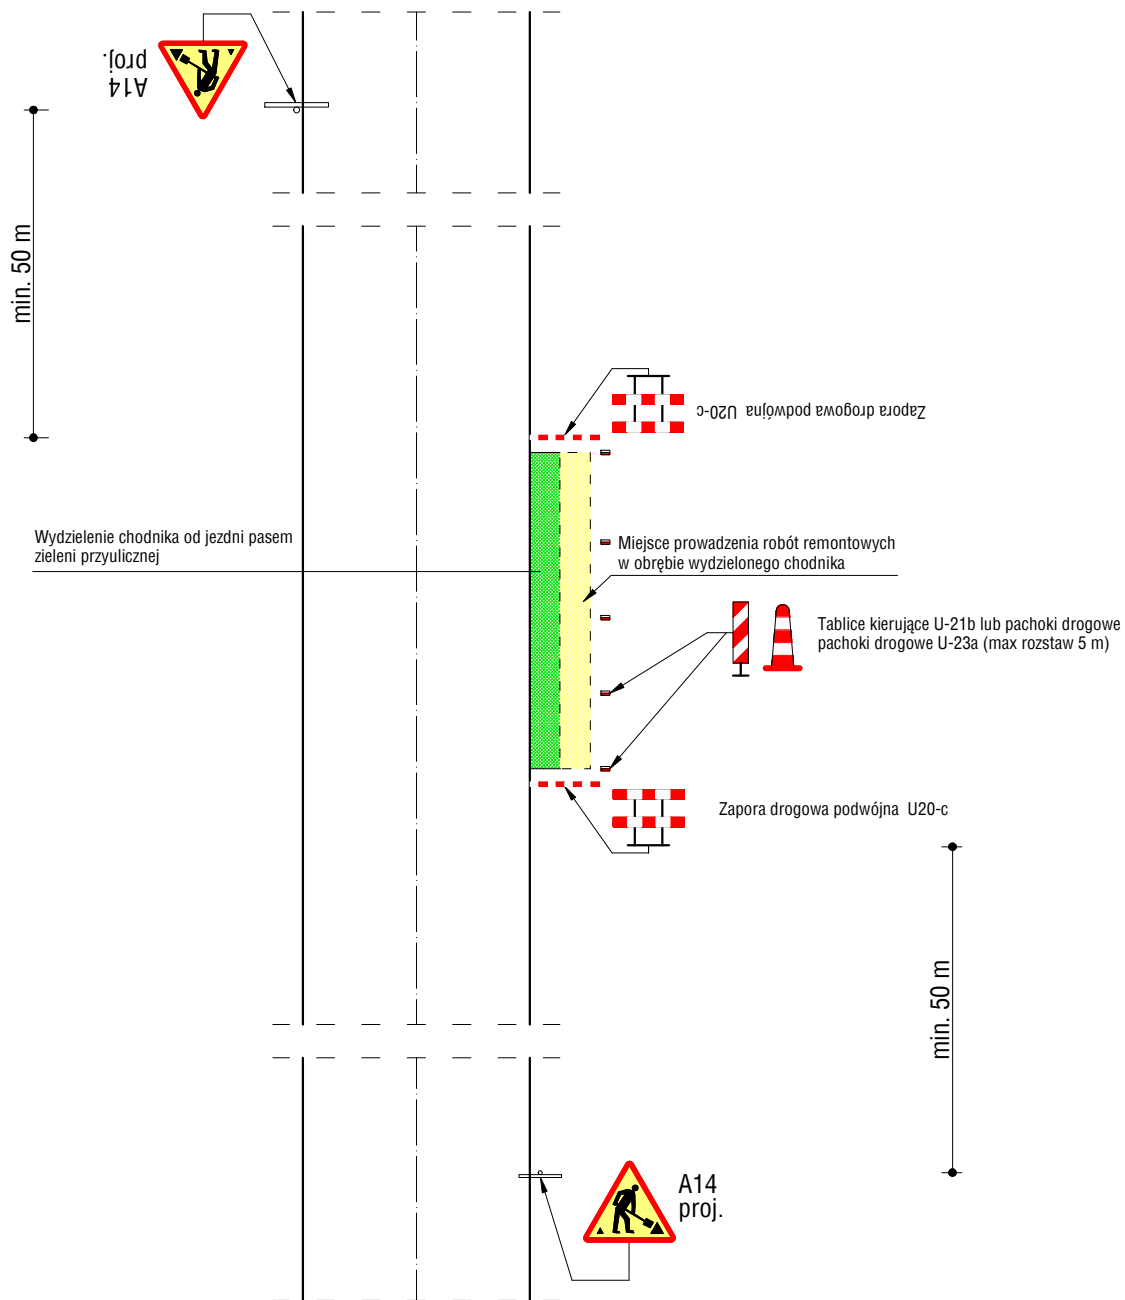 A14
proj.
min. 50 m
Zapora drogowa podwójna U20-c
Wydzielenie chodnika od jezdni pasem
zieleni przyulicznej
Miejsce prowadzenia robót remontowych
w obrębie wydzielonego chodnika
Tablice kierujące U-21b lub pachoki drogowe
pachoki drogowe U-23a (max rozstaw 5 m)
Zapora drogowa podwójna U20-c
min. 50 m
A14
proj.